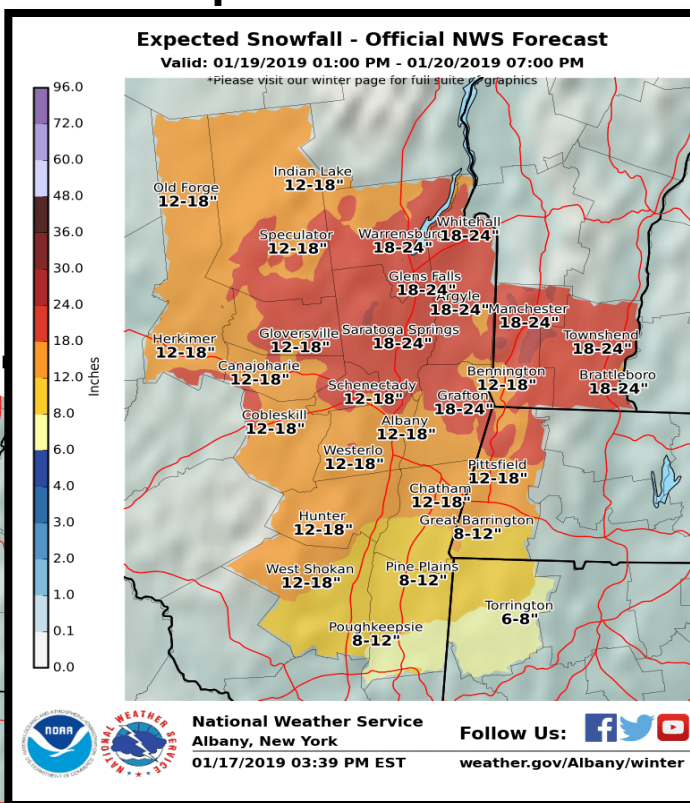 Expected Snowfall - Official NWS Forecast
Valid: 01/19/2019 01:00 PM - 01/20/2019 07:00 PM
*Please visit our winter page for full suite of graphics
96.0
72.0
60.0
48.0
36.0
30.0
24.0
18.0
12.0
8.0
6.0
4.0
3.0
2.0
1.0
0.1
0.0
Inches
Indian Lake
12-18"
Old Forge
12-18"
Speculator
12-18"
Warrensburg
18-24"
Whitehall
18-24"
Glens Falls
18-24"
Argyle
18-24"
Manchester
18-24"
Herkimer
12-18"
Gloversville
12-18"
Saratoga Springs
18-24"
Townshend
18-24"
Canajoharie
12-18"
Schenectady
12-18"
Bennington
12-18"
Brattleboro
18-24"
Grafton
18-24"
Cobleskill
12-18"
Albany
12-18"
Westerlo
12-18"
Pittsfield
12-18"
Chatham
12-18"
Hunter
12-18"
Great Barrington
8-12"
West Shokan
12-18"
Pine Plains
8-12"
Torrington
6-8"
Poughkeepsie
8-12"
NOAA
NATIONAL WEATHER SERVICE
National Weather Service
Albany, New York
01/17/2019 03:39 PM EST
Follow Us:
weather.gov/Albany/winter